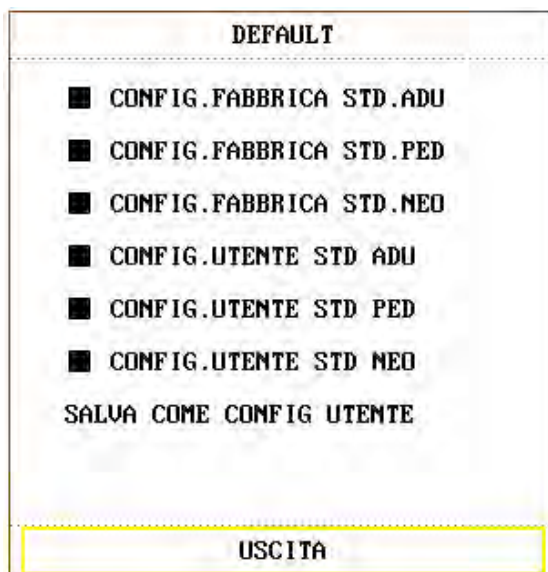 DEFAULT
CONFIG.FABBRICA STD.ADU
CONFIG.FABBRICA STD.PED
CONFIG.FABBRICA STD.NEO
CONFIG.UTENTE STD ADU
CONFIG.UTENTE STD PED
CONFIG.UTENTE STD NEO
SALVA COME CONFIG UTENTE
USCITA